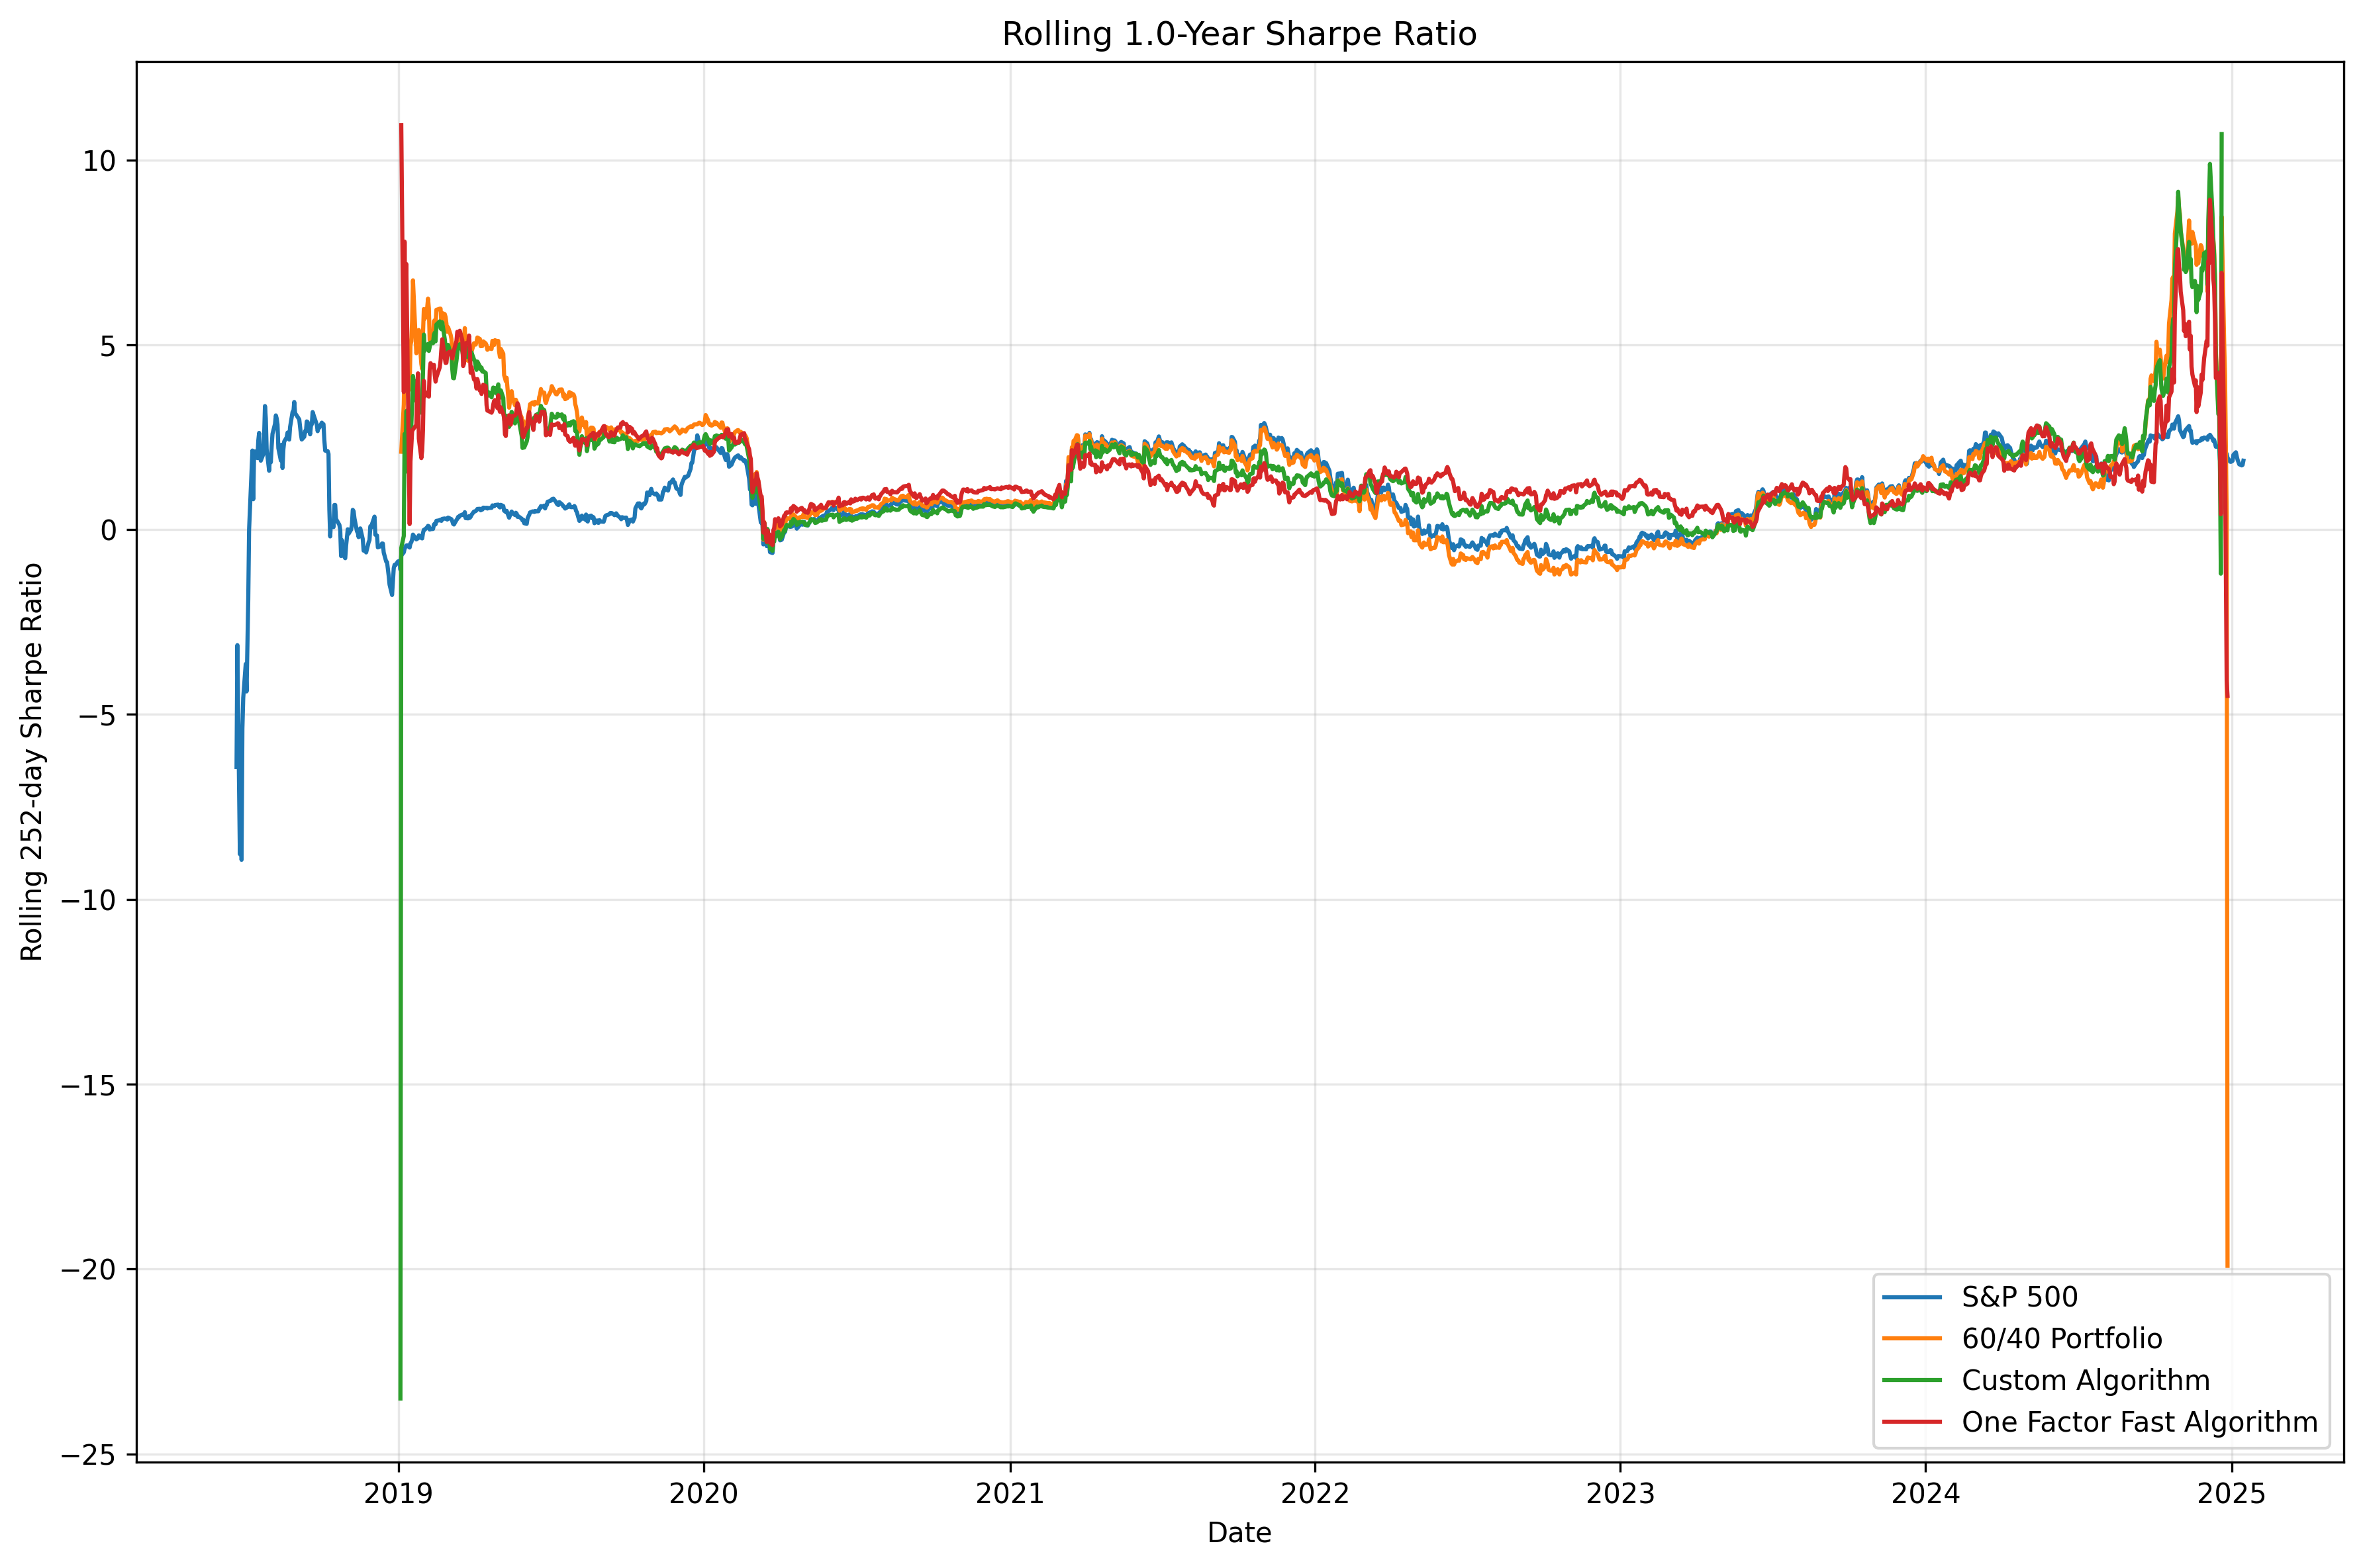 Rolling 1.0-Year Sharpe Ratio
Rolling 252-day Sharpe Ratio
10
5
0
−5
−10
−15
−20
−25
2019
2020
2021
2022
2023
2024
2025
Date
S&P 500
60/40 Portfolio
Custom Algorithm
One Factor Fast Algorithm